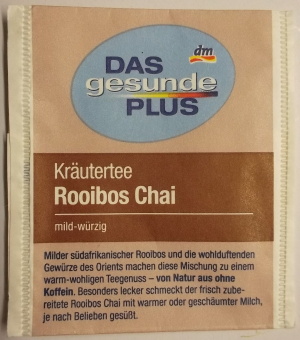 dm
DAS
gesunde
PLUS
Kräutertee
Rooibos Chai
mild-würzig
Milder südafrikanischer Rooibos und die wohlduftenden
Gewürze des Orients machen diese Mischung zu einem
warm-wohligen Teegenuss – von Natur aus ohne
Koffein. Besonders lecker schmeckt der frisch zube-
reitete Rooibos Chai mit warmer oder geschäumter Milch,
je nach Belieben gesüßt.